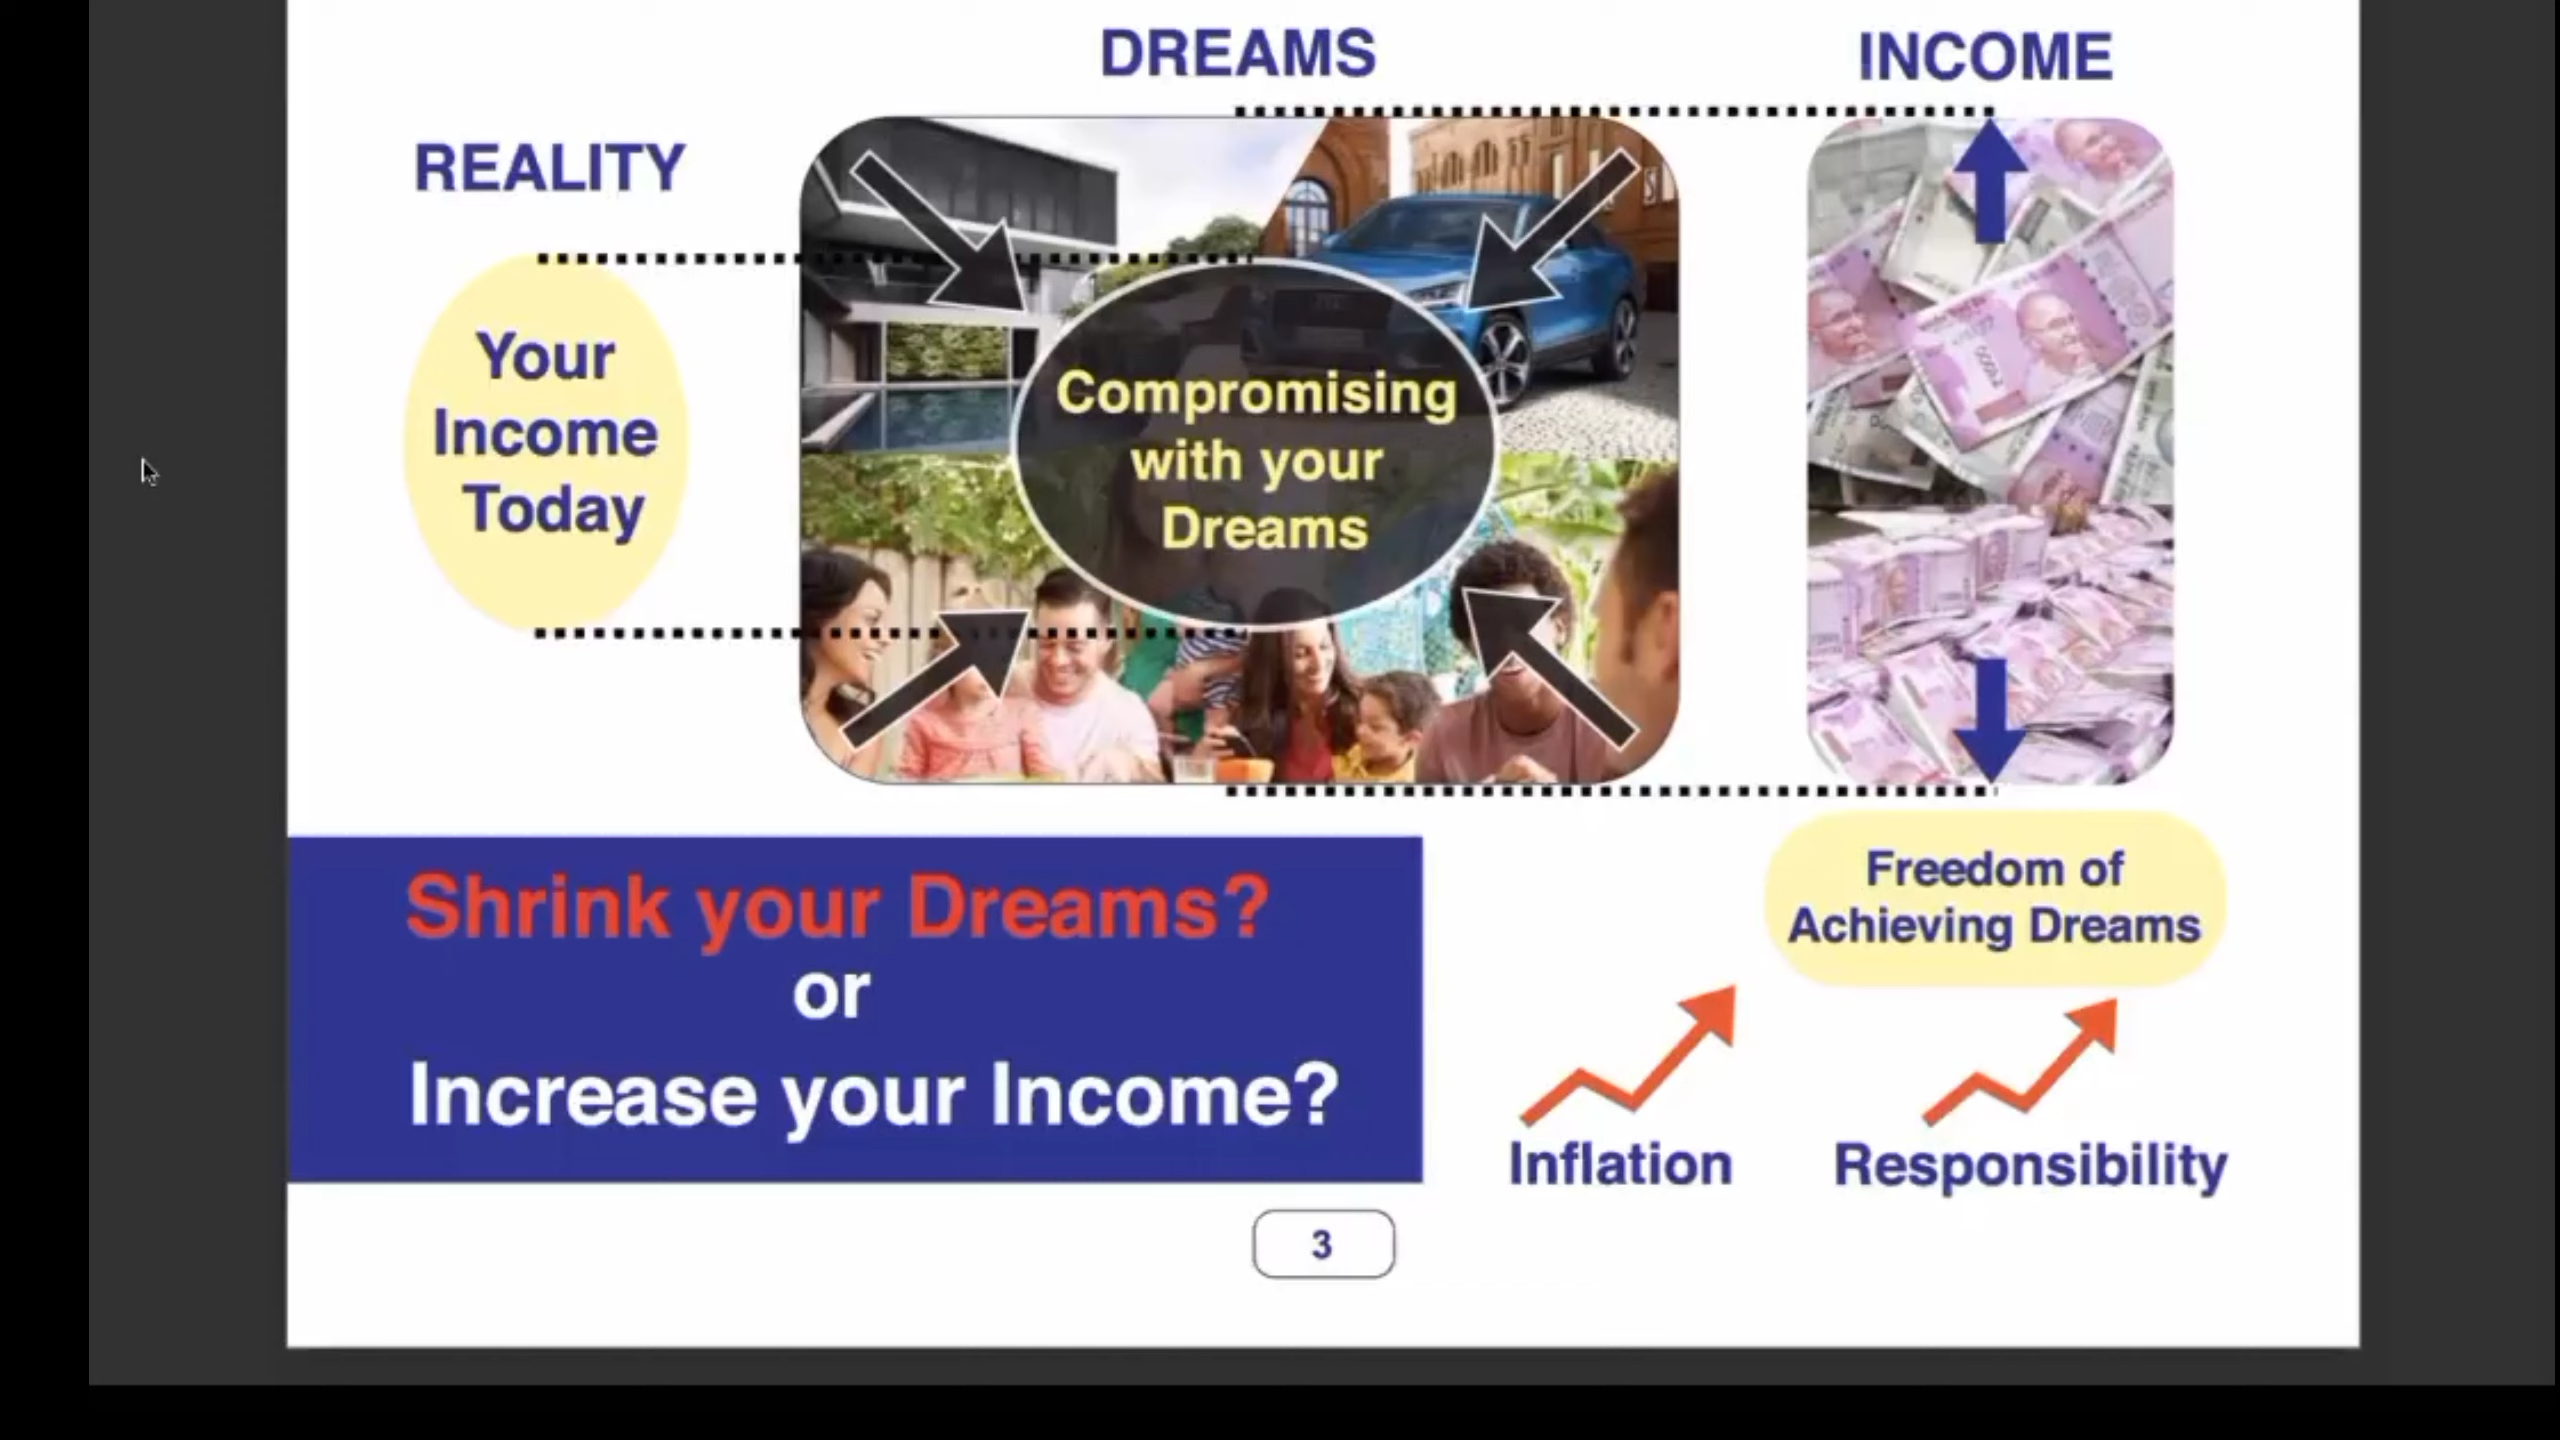 DREAMS
INCOME
REALITY
Your
Income
Today
Compromising
with your
Dreams
Freedom of
Achieving Dreams
Shrink your Dreams?
or
Increase your Income?
Inflation
Responsibility
3